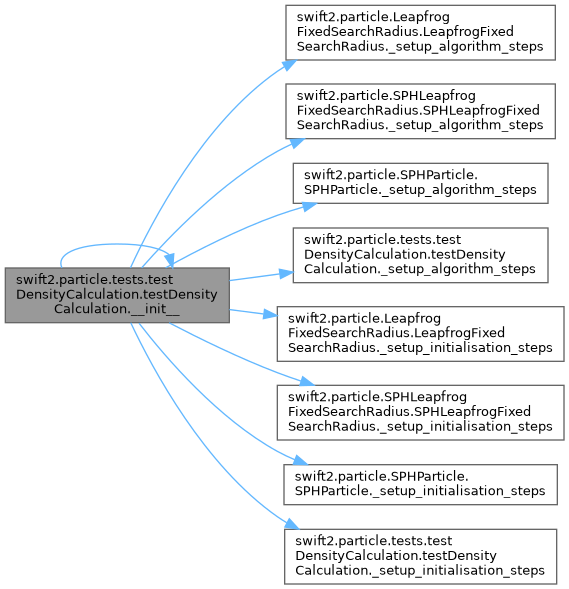 swift2.particle.Leapfrog
FixedSearchRadius.LeapfrogFixed
SearchRadius._setup_algorithm_steps
swift2.particle.SPHLeapfrog
FixedSearchRadius.SPHLeapfrogFixed
SearchRadius._setup_algorithm_steps
swift2.particle.SPHParticle.
SPHParticle._setup_algorithm_steps
swift2.particle.tests.test
DensityCalculation.testDensity
Calculation._setup_algorithm_steps
swift2.particle.tests.test
DensityCalculation.testDensity
Calculation.__init__
swift2.particle.Leapfrog
FixedSearchRadius.LeapfrogFixed
SearchRadius._setup_initialisation_steps
swift2.particle.SPHLeapfrog
FixedSearchRadius.SPHLeapfrogFixed
SearchRadius._setup_initialisation_steps
swift2.particle.SPHParticle.
SPHParticle._setup_initialisation_steps
swift2.particle.tests.test
DensityCalculation.testDensity
Calculation._setup_initialisation_steps